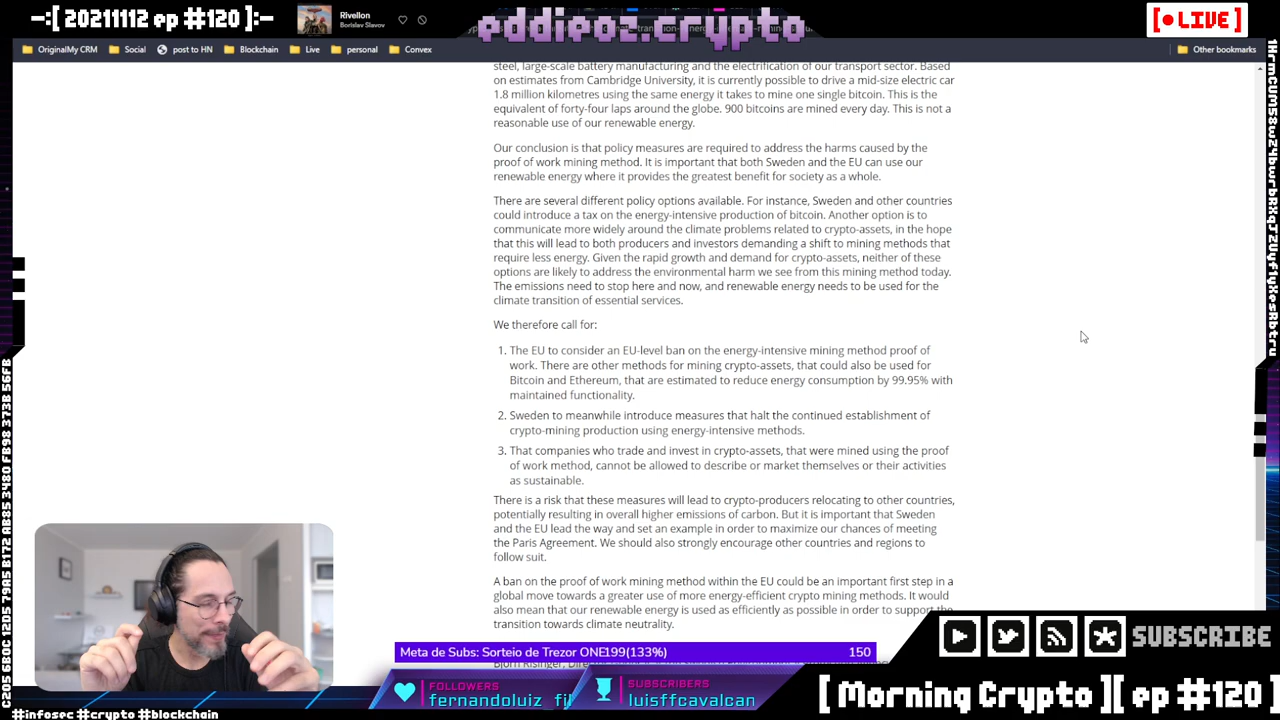 -:[ 20211112 ep #120 ]:-
Rivellon
Borislav Slavov
eddieoz.crypto
[ LIVE ]
OriginalMy CRM
Social
post to HN
Blockchain
Live
personal
Convex
Other bookmarks
steel, large-scale battery manufacturing and the electrification of our transport sector. Based
on estimates from Cambridge University, it is currently possible to drive a mid-size electric car
1.8 million kilometres using the same energy it takes to mine one single bitcoin. This is the
equivalent of forty-four laps around the globe. 900 bitcoins are mined every day. This is not a
reasonable use of our renewable energy.
Our conclusion is that policy measures are required to address the harms caused by the
proof of work mining method. It is important that both Sweden and the EU can use our
renewable energy where it provides the greatest benefit for society as a whole.
There are several different policy options available. For instance, Sweden and other countries
could introduce a tax on the energy-intensive production of bitcoin. Another option is to
communicate more widely around the climate problems related to crypto-assets, in the hope
that this will lead to both producers and investors demanding a shift to mining methods that
require less energy. Given the rapid growth and demand for crypto-assets, neither of these
options are likely to address the environmental harm we see from this mining method today.
The emissions need to stop here and now, and renewable energy needs to be used for the
climate transition of essential services.
We therefore call for:
1. The EU to consider an EU-level ban on the energy-intensive mining method proof of
work. There are other methods for mining crypto-assets, that could also be used for
Bitcoin and Ethereum, that are estimated to reduce energy consumption by 99.95% with
maintained functionality.
2. Sweden to meanwhile introduce measures that halt the continued establishment of
crypto-mining production using energy-intensive methods.
3. That companies who trade and invest in crypto-assets, that were mined using the proof
of work method, cannot be allowed to describe or market themselves or their activities
as sustainable.
There is a risk that these measures will lead to crypto-producers relocating to other countries,
potentially resulting in overall higher emissions of carbon. But it is important that Sweden
and the EU lead the way and set an example in order to maximize our chances of meeting
the Paris Agreement. We should also strongly encourage other countries and regions to
follow suit.
A ban on the proof of work mining method within the EU could be an important first step in a
global move towards a greater use of more energy-efficient crypto mining methods. It would
also mean that our renewable energy is used as efficiently as possible in order to support the
transition towards climate neutrality.
Björn Risinger,
Meta de Subs: Sorteio de Trezor ONE199(133%)
150
SUBSCRIBE
FOLLOWERS
fernandoluiz_fil
SUBSCRIBERS
luisffcavalcan
[ Morning Crypto ][ ep #120 ]
#infosec #crypto #blockchain